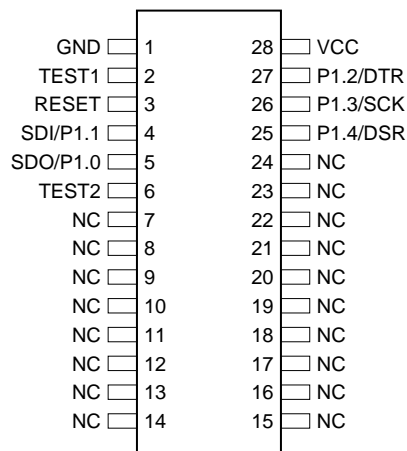 GND 1 28 VCC
TEST1 2 27 P1.2/DTR
RESET 3 26 P1.3/SCK
SDI/P1.1 4 25 P1.4/DSR
SDO/P1.0 5 24 NC
TEST2 6 23 NC
NC 7 22 NC
NC 8 21 NC
NC 9 20 NC
NC 10 19 NC
NC 11 18 NC
NC 12 17 NC
NC 13 16 NC
NC 14 15 NC